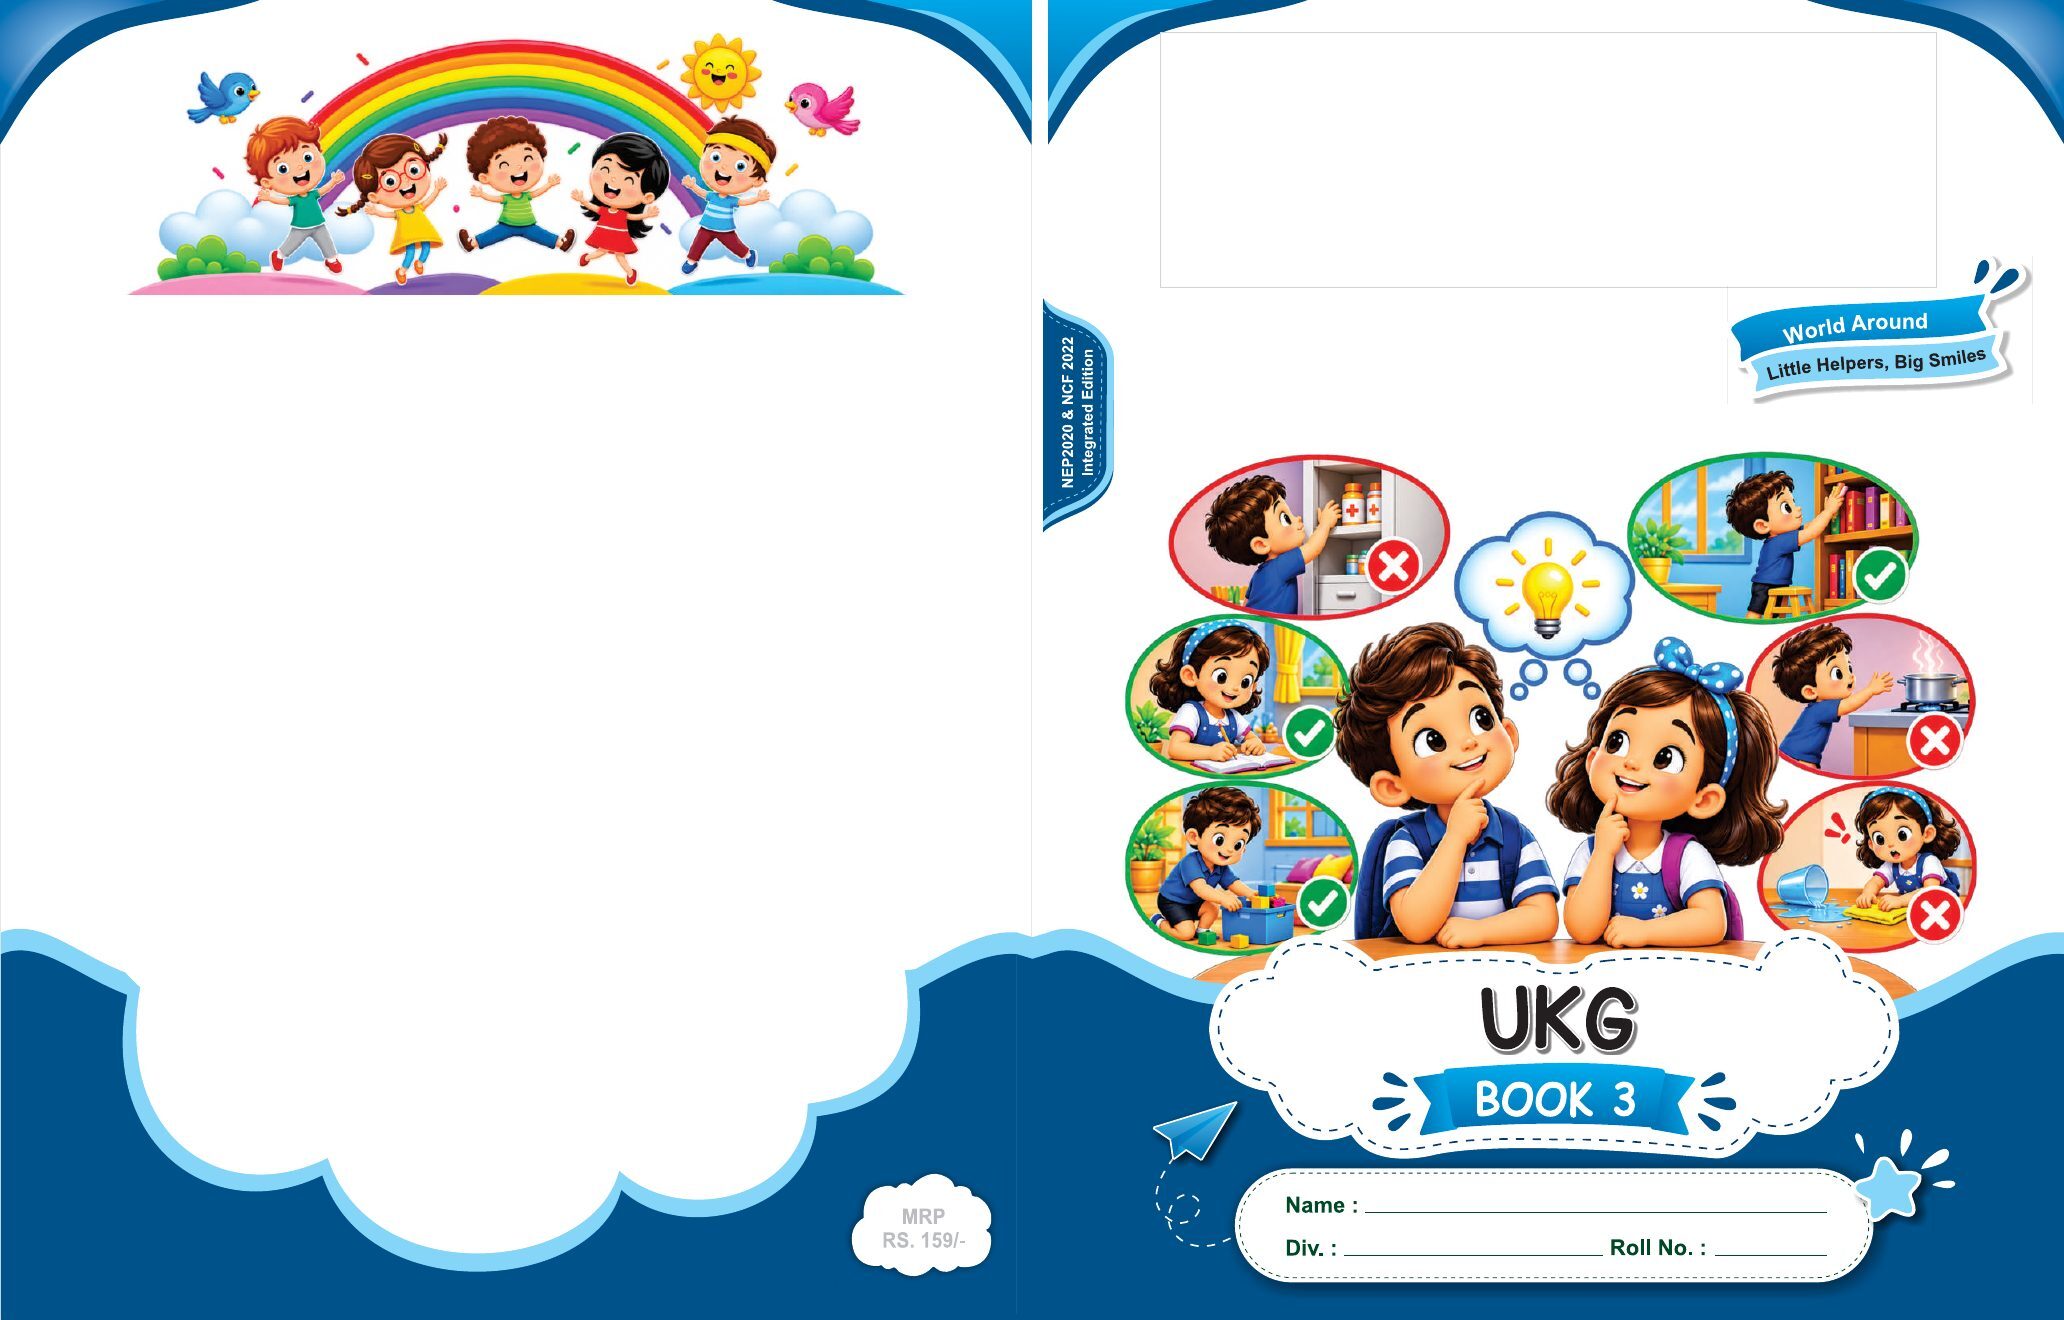 MRP
RS. 159/-
NEP2020 & NCF 2022
Integrated Edition
World Around
Little Helpers, Big Smiles
UKG
BOOK 3
Name :
Div. : Roll No. :